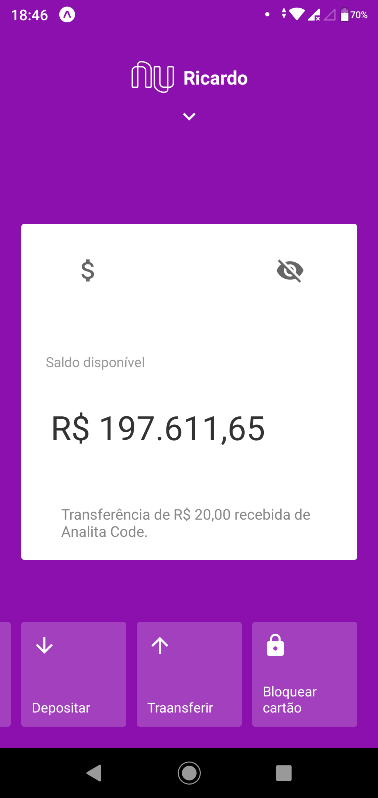 18:46
70%
nu Ricardo
$
Saldo disponível
R$ 197.611,65
Transferência de R$ 20,00 recebida de
Analita Code.
Depositar
Traansferir
Bloquear
cartão